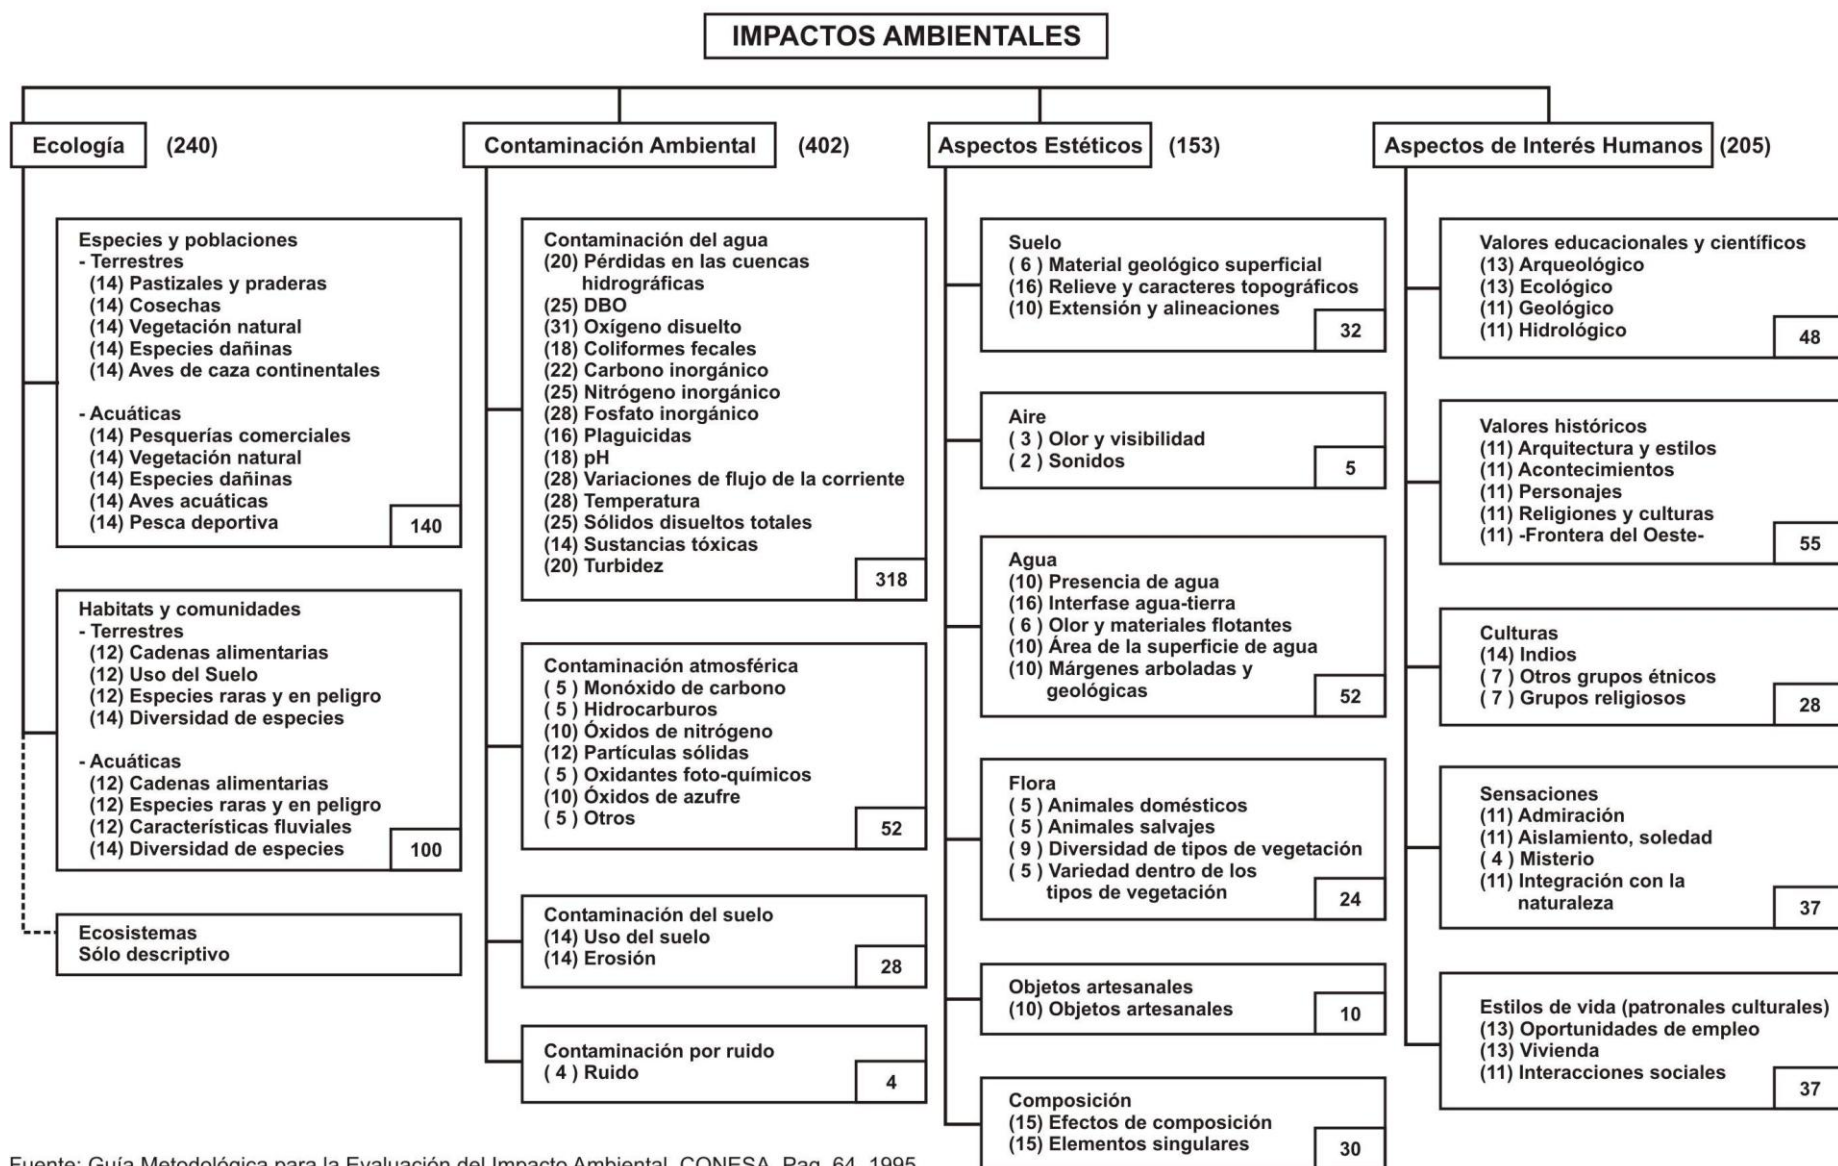 IMPACTOS AMBIENTALES
Ecología (240)
Especies y poblaciones
- Terrestres
(14) Pastizales y praderas
(14) Cosechas
(14) Vegetación natural
(14) Especies dañinas
(14) Aves de caza continentales
- Acuáticas
(14) Pesquerías comerciales
(14) Vegetación natural
(14) Especies dañinas
(14) Aves acuáticas
(14) Pesca deportiva
140
Habitats y comunidades
- Terrestres
(12) Cadenas alimentarias
(12) Uso del Suelo
(12) Especies raras y en peligro
(14) Diversidad de especies
- Acuáticas
(12) Cadenas alimentarias
(12) Especies raras y en peligro
(12) Características fluviales
(14) Diversidad de especies
100
Ecosistemas
Sólo descriptivo
Contaminación Ambiental (402)
Contaminación del agua
(20) Pérdidas en las cuencas
hidrográficas
(25) DBO
(31) Oxígeno disuelto
(18) Coliformes fecales
(22) Carbono inorgánico
(25) Nitrógeno inorgánico
(28) Fosfato inorgánico
(16) Plaguicidas
(18) pH
(28) Variaciones de flujo de la corriente
(28) Temperatura
(25) Sólidos disueltos totales
(14) Sustancias tóxicas
(20) Turbidez
318
Contaminación atmosférica
( 5 ) Monóxido de carbono
( 5 ) Hidrocarburos
(10) Óxidos de nitrógeno
(12) Partículas sólidas
( 5 ) Oxidantes foto-químicos
(10) Óxidos de azufre
( 5 ) Otros
52
Contaminación del suelo
(14) Uso del suelo
(14) Erosión
28
Contaminación por ruido
( 4 ) Ruido
4
Aspectos Estéticos (153)
Suelo
( 6 ) Material geológico superficial
(16) Relieve y caracteres topográficos
(10) Extensión y alineaciones
32
Aire
( 3 ) Olor y visibilidad
( 2 ) Sonidos
5
Agua
(10) Presencia de agua
(16) Interfase agua-tierra
( 6 ) Olor y materiales flotantes
(10) Área de la superficie de agua
(10) Márgenes arboladas y
geológicas
52
Flora
( 5 ) Animales domésticos
( 5 ) Animales salvajes
( 9 ) Diversidad de tipos de vegetación
( 5 ) Variedad dentro de los
tipos de vegetación
24
Objetos artesanales
(10) Objetos artesanales
10
Composición
(15) Efectos de composición
(15) Elementos singulares
30
Aspectos de Interés Humanos (205)
Valores educacionales y científicos
(13) Arqueológico
(13) Ecológico
(11) Geológico
(11) Hidrológico
48
Valores históricos
(11) Arquitectura y estilos
(11) Acontecimientos
(11) Personajes
(11) Religiones y culturas
(11) -Frontera del Oeste-
55
Culturas
(14) Indios
( 7 ) Otros grupos étnicos
( 7 ) Grupos religiosos
28
Sensaciones
(11) Admiración
(11) Aislamiento, soledad
( 4 ) Misterio
(11) Integración con la
naturaleza
37
Estilos de vida (patronales culturales)
(13) Oportunidades de empleo
(13) Vivienda
(11) Interacciones sociales
37
Fuente: Guía Metodológica para la Evaluación del Impacto Ambiental. CONESA. Pag. 64. 1995